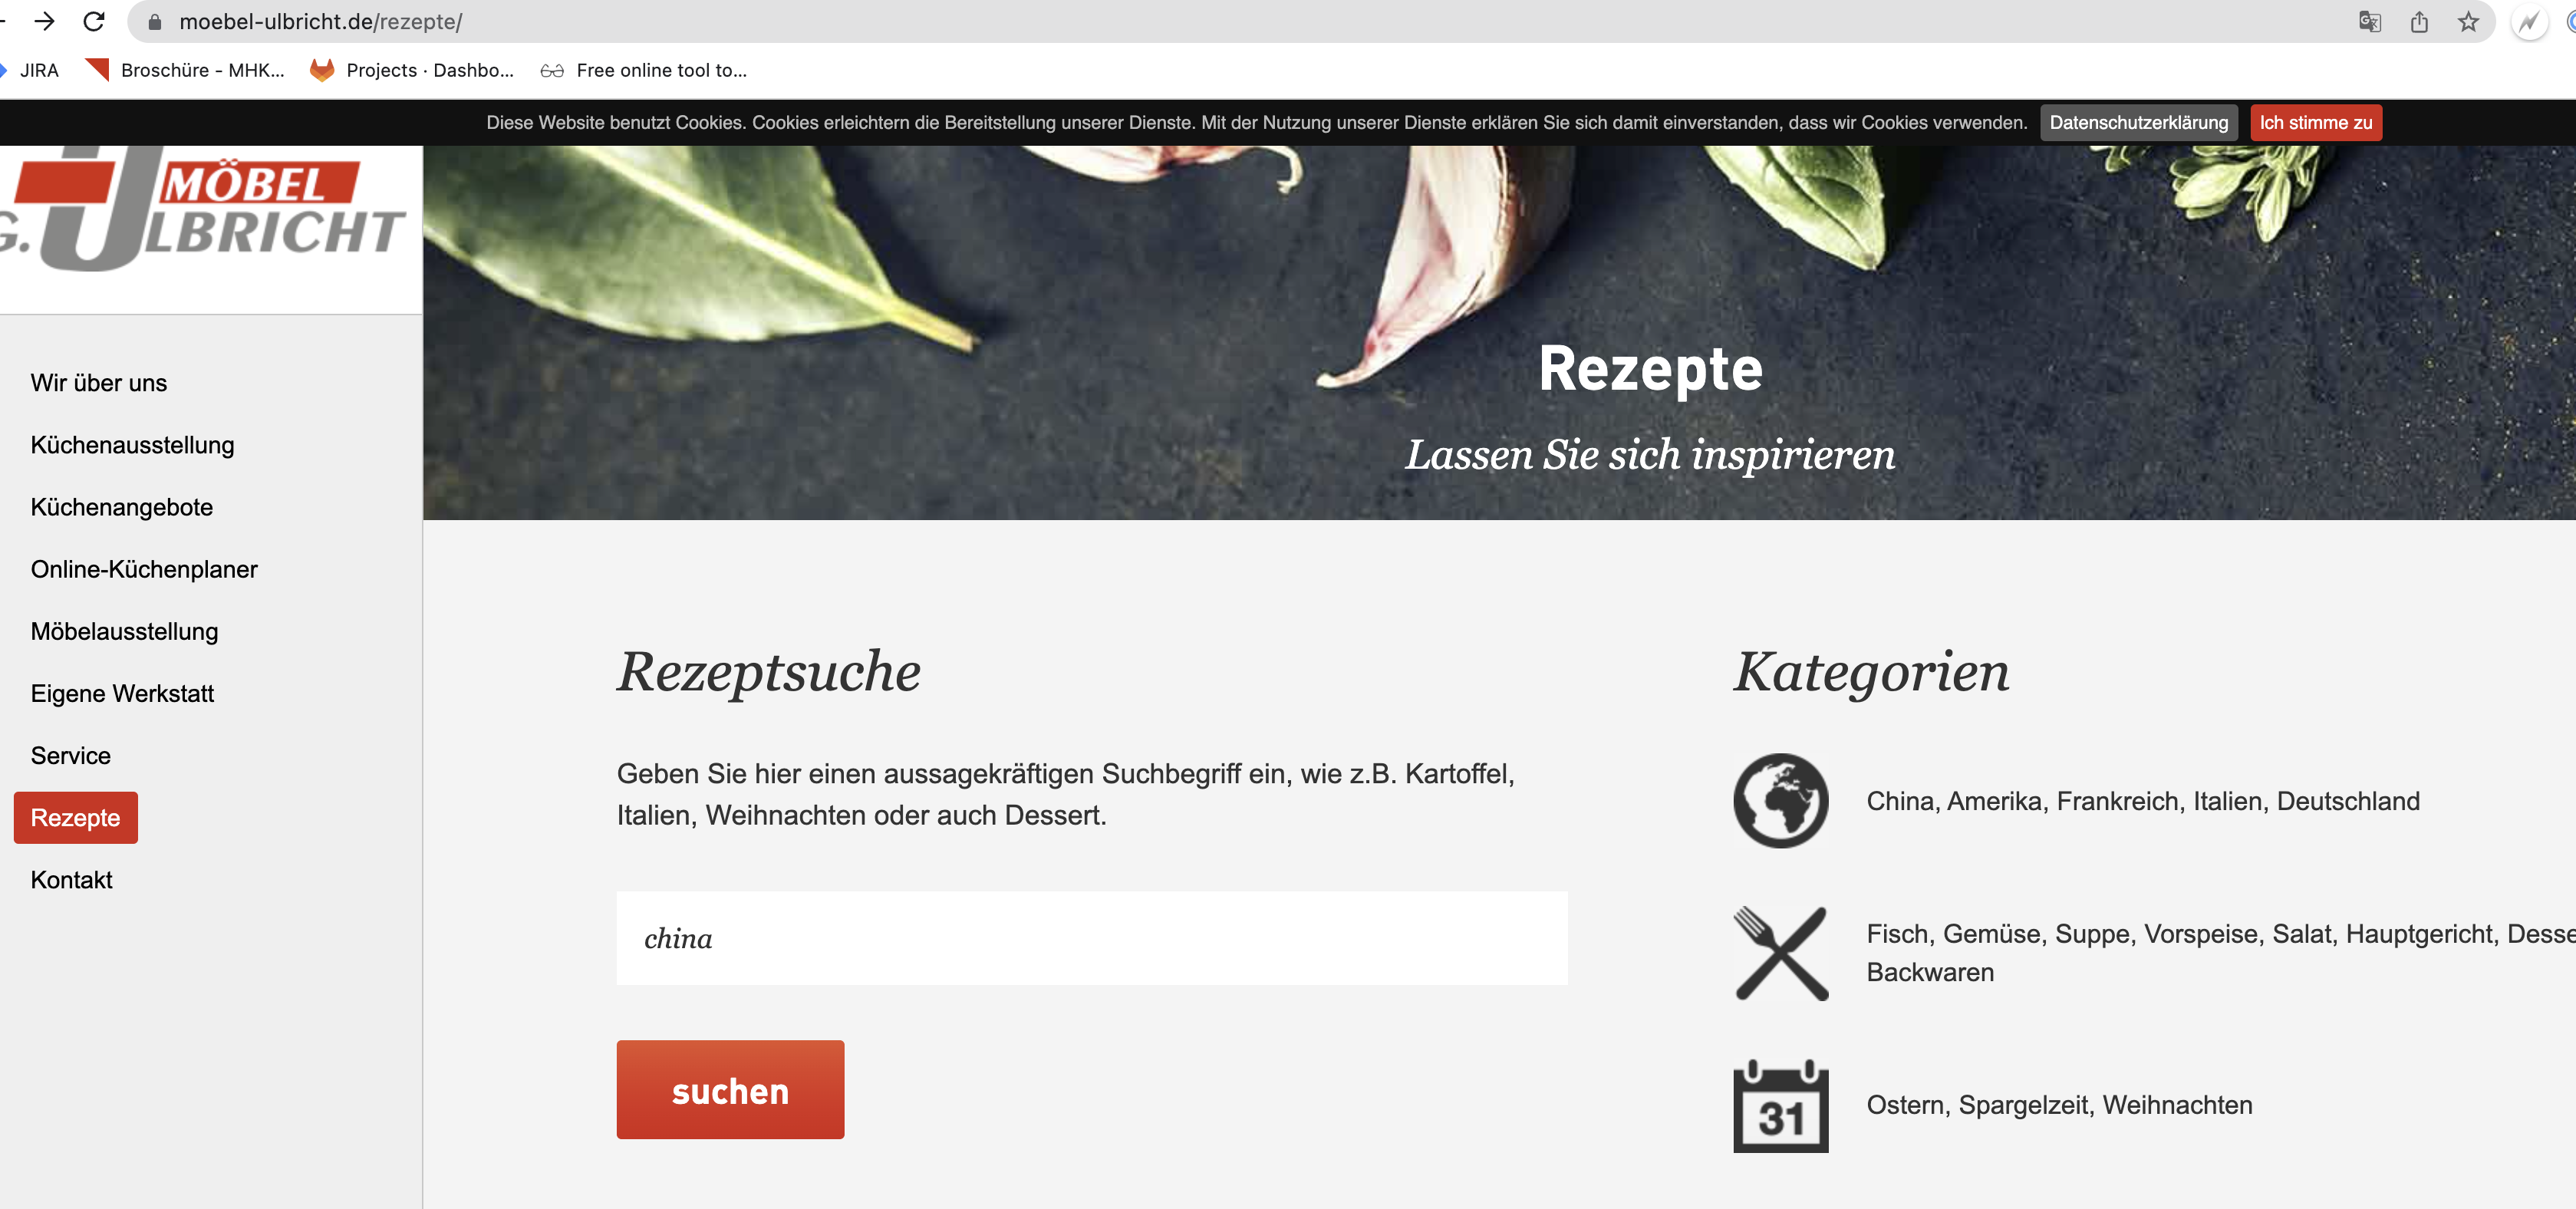 moebel-ulbricht.de/rezepte/
JIRA
Broschüre - MHK...
Projects · Dashbo...
Free online tool to...
Diese Website benutzt Cookies. Cookies erleichtern die Bereitstellung unserer Dienste. Mit der Nutzung unserer Dienste erklären Sie sich damit einverstanden, dass wir Cookies verwenden.
Datenschutzerklärung
Ich stimme zu
MÖBEL
G. ULBRICHT
Wir über uns
Küchenausstellung
Küchenangebote
Online-Küchenplaner
Möbelausstellung
Eigene Werkstatt
Service
Rezepte
Kontakt
Rezepte
Lassen Sie sich inspirieren
Rezeptsuche
Geben Sie hier einen aussagekräftigen Suchbegriff ein, wie z.B. Kartoffel,
Italien, Weihnachten oder auch Dessert.
china
suchen
Kategorien
China, Amerika, Frankreich, Italien, Deutschland
Fisch, Gemüse, Suppe, Vorspeise, Salat, Hauptgericht, Desse
Backwaren
31
Ostern, Spargelzeit, Weihnachten